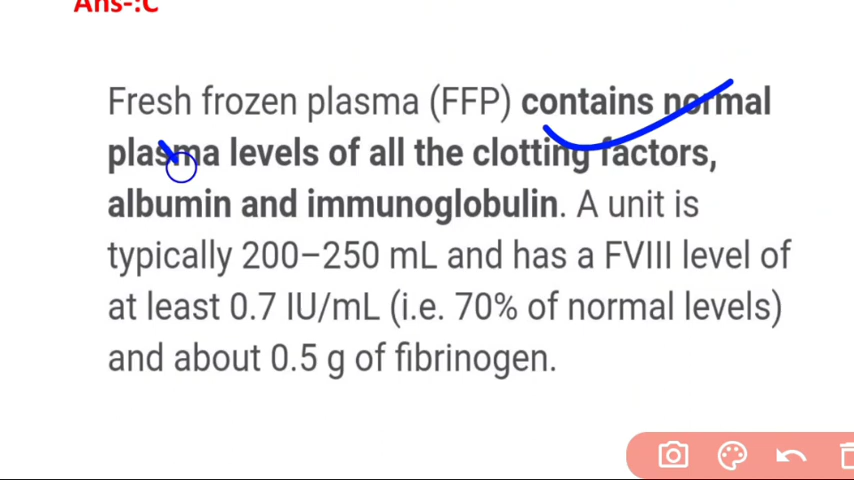 Ans-:C
Fresh frozen plasma (FFP) contains normal
plasma levels of all the clotting factors,
albumin and immunoglobulin. A unit is
typically 200–250 mL and has a FVIII level of
at least 0.7 IU/mL (i.e. 70% of normal levels)
and about 0.5 g of fibrinogen.